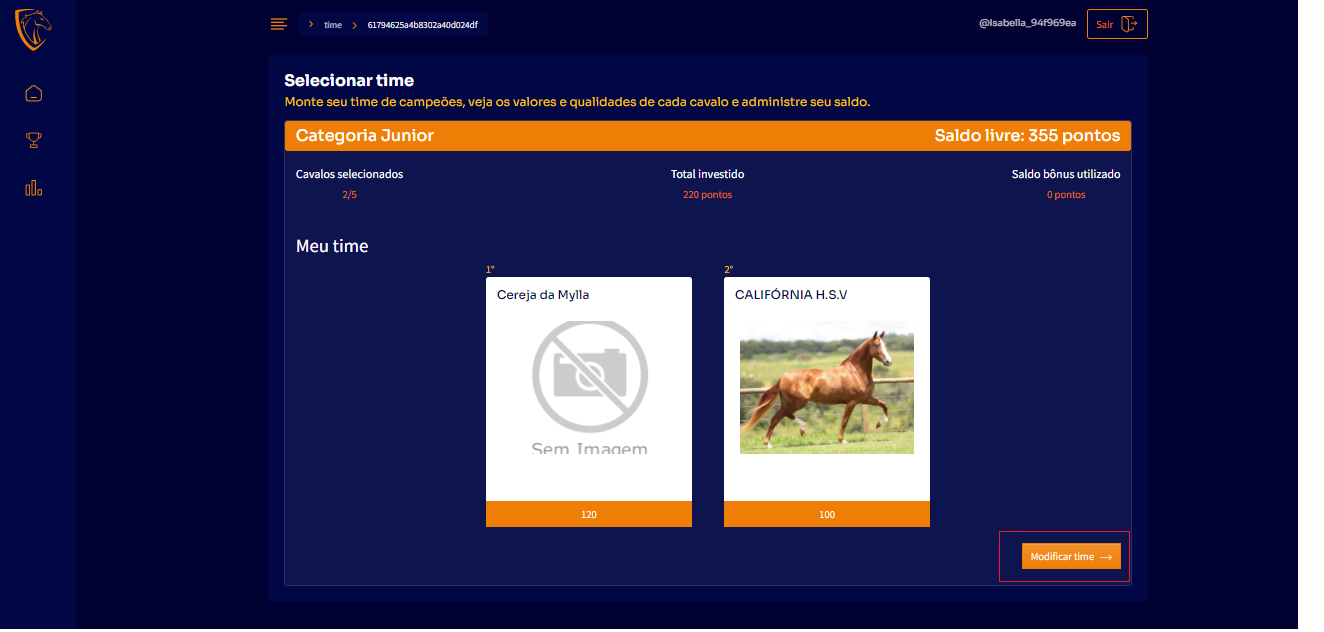 time
61794625a4b8302a40d024df
@Isabella_94f969ea
Sair
Selecionar time
Monte seu time de campeões, veja os valores e qualidades de cada cavalo e administre seu saldo.
Categoria Junior
Saldo livre: 355 pontos
Cavalos selecionados
2/5
Total investido
220 pontos
Saldo bônus utilizado
0 pontos
Meu time
1°
Cereja da Mylla
Sem Imagem
120
2°
CALIFÓRNIA H.S.V
100
Modificar time